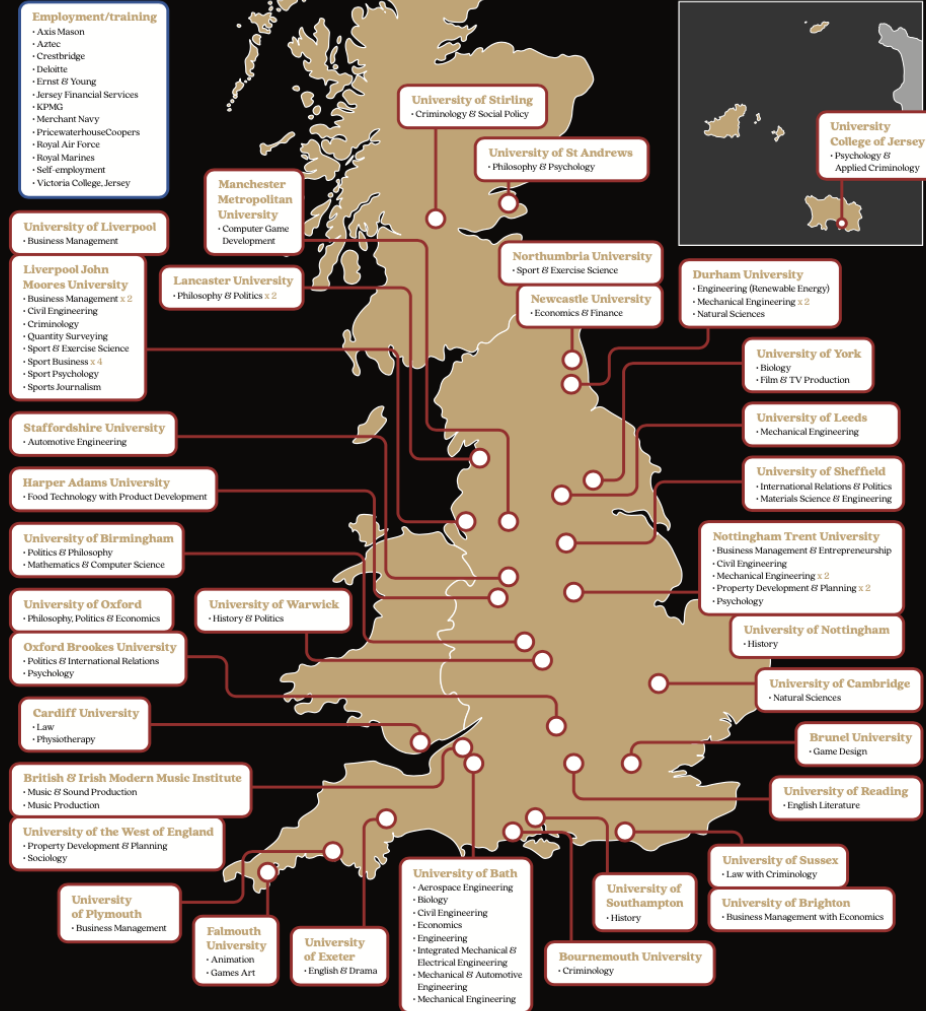 Employment/training
· Axis Mason
· Aztec
· Crestbridge
· Deloitte
· Ernst & Young
· Jersey Financial Services
· KPMG
· Merchant Navy
· PricewaterhouseCoopers
· Royal Air Force
· Royal Marines
· Self-employment
· Victoria College, Jersey
University of Stirling
· Criminology & Social Policy
University of St Andrews
· Philosophy & Psychology
University
College of Jersey
· Psychology &
Applied Criminology
Manchester
Metropolitan
University
· Computer Game
Development
University of Liverpool
· Business Management
Liverpool John
Moores University
· Business Management x 2
· Civil Engineering
· Criminology
· Quantity Surveying
· Sport & Exercise Science
· Sport Business x 4
· Sport Psychology
· Sports Journalism
Lancaster University
· Philosophy & Politics x 2
Northumbria University
· Sport & Exercise Science
Newcastle University
· Economics & Finance
Durham University
· Engineering (Renewable Energy)
· Mechanical Engineering x 2
· Natural Sciences
University of York
· Biology
· Film & TV Production
University of Leeds
· Mechanical Engineering
University of Sheffield
· International Relations & Politics
· Materials Science & Engineering
Staffordshire University
· Automotive Engineering
Harper Adams University
· Food Technology with Product Development
University of Birmingham
· Politics & Philosophy
· Mathematics & Computer Science
Nottingham Trent University
· Business Management & Entrepreneurship
· Civil Engineering
· Mechanical Engineering x 2
· Property Development & Planning x 2
· Psychology
University of Nottingham
· History
University of Oxford
· Philosophy, Politics & Economics
University of Warwick
· History & Politics
Oxford Brookes University
· Politics & International Relations
· Psychology
University of Cambridge
· Natural Sciences
Cardiff University
· Law
· Physiotherapy
Brunel University
· Game Design
British & Irish Modern Music Institute
· Music & Sound Production
· Music Production
University of Reading
· English Literature
University of the West of England
· Property Development & Planning
· Sociology
University of Sussex
· Law with Criminology
University of Brighton
· Business Management with Economics
University
of Plymouth
· Business Management
Falmouth
University
· Animation
· Games Art
University
of Exeter
· English & Drama
University of Bath
· Aerospace Engineering
· Biology
· Civil Engineering
· Economics
· Engineering
· Integrated Mechanical &
Electrical Engineering
· Mechanical & Automotive
Engineering
· Mechanical Engineering
University of
Southampton
· History
Bournemouth University
· Criminology